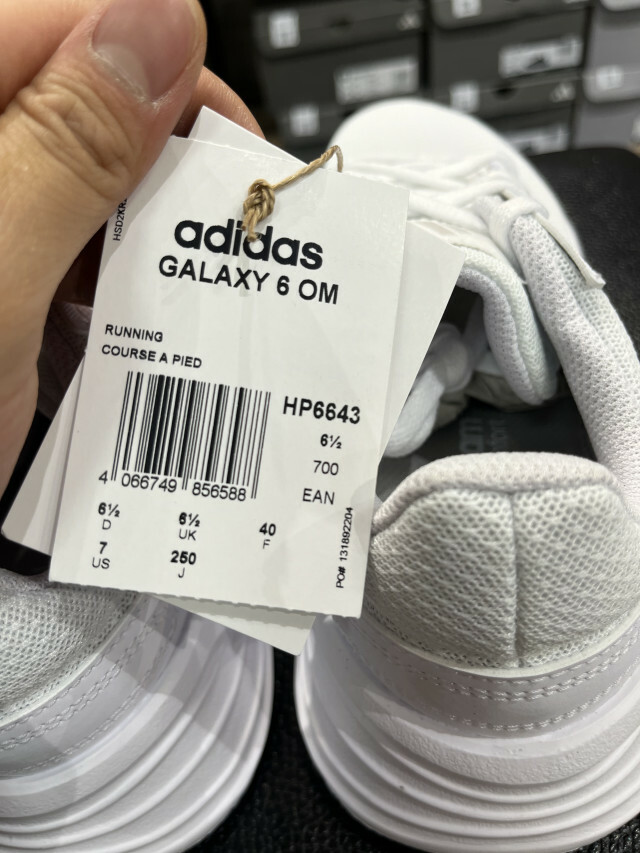 adidas
GALAXY 6 OM
RUNNING
COURSE A PIED
HP6643
6½
700
EAN
4 066749 856588
6½ 6½ 40
D UK F
7 250
US J
PO# 131892204